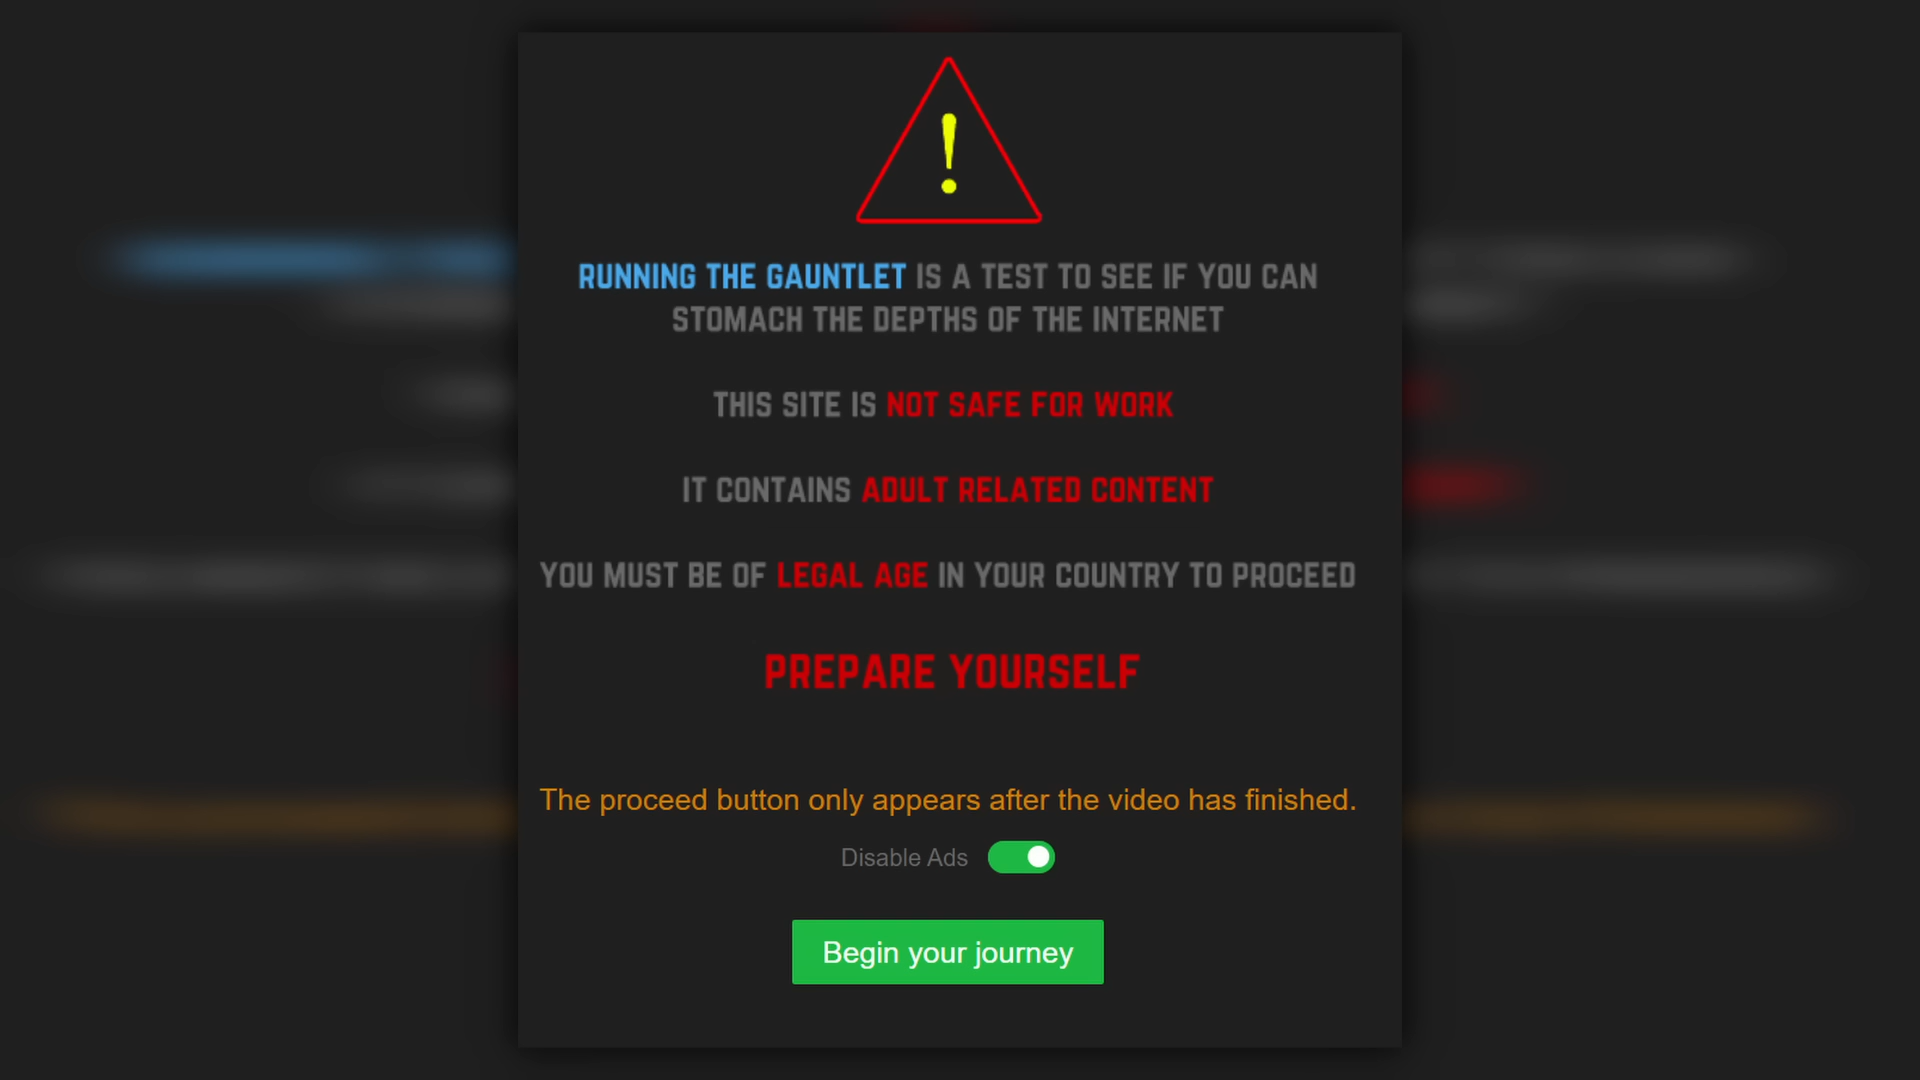 !
RUNNING THE GAUNTLET IS A TEST TO SEE IF YOU CAN
STOMACH THE DEPTHS OF THE INTERNET
THIS SITE IS NOT SAFE FOR WORK
IT CONTAINS ADULT RELATED CONTENT
YOU MUST BE OF LEGAL AGE IN YOUR COUNTRY TO PROCEED
PREPARE YOURSELF
The proceed button only appears after the video has finished.
Disable Ads
Begin your journey